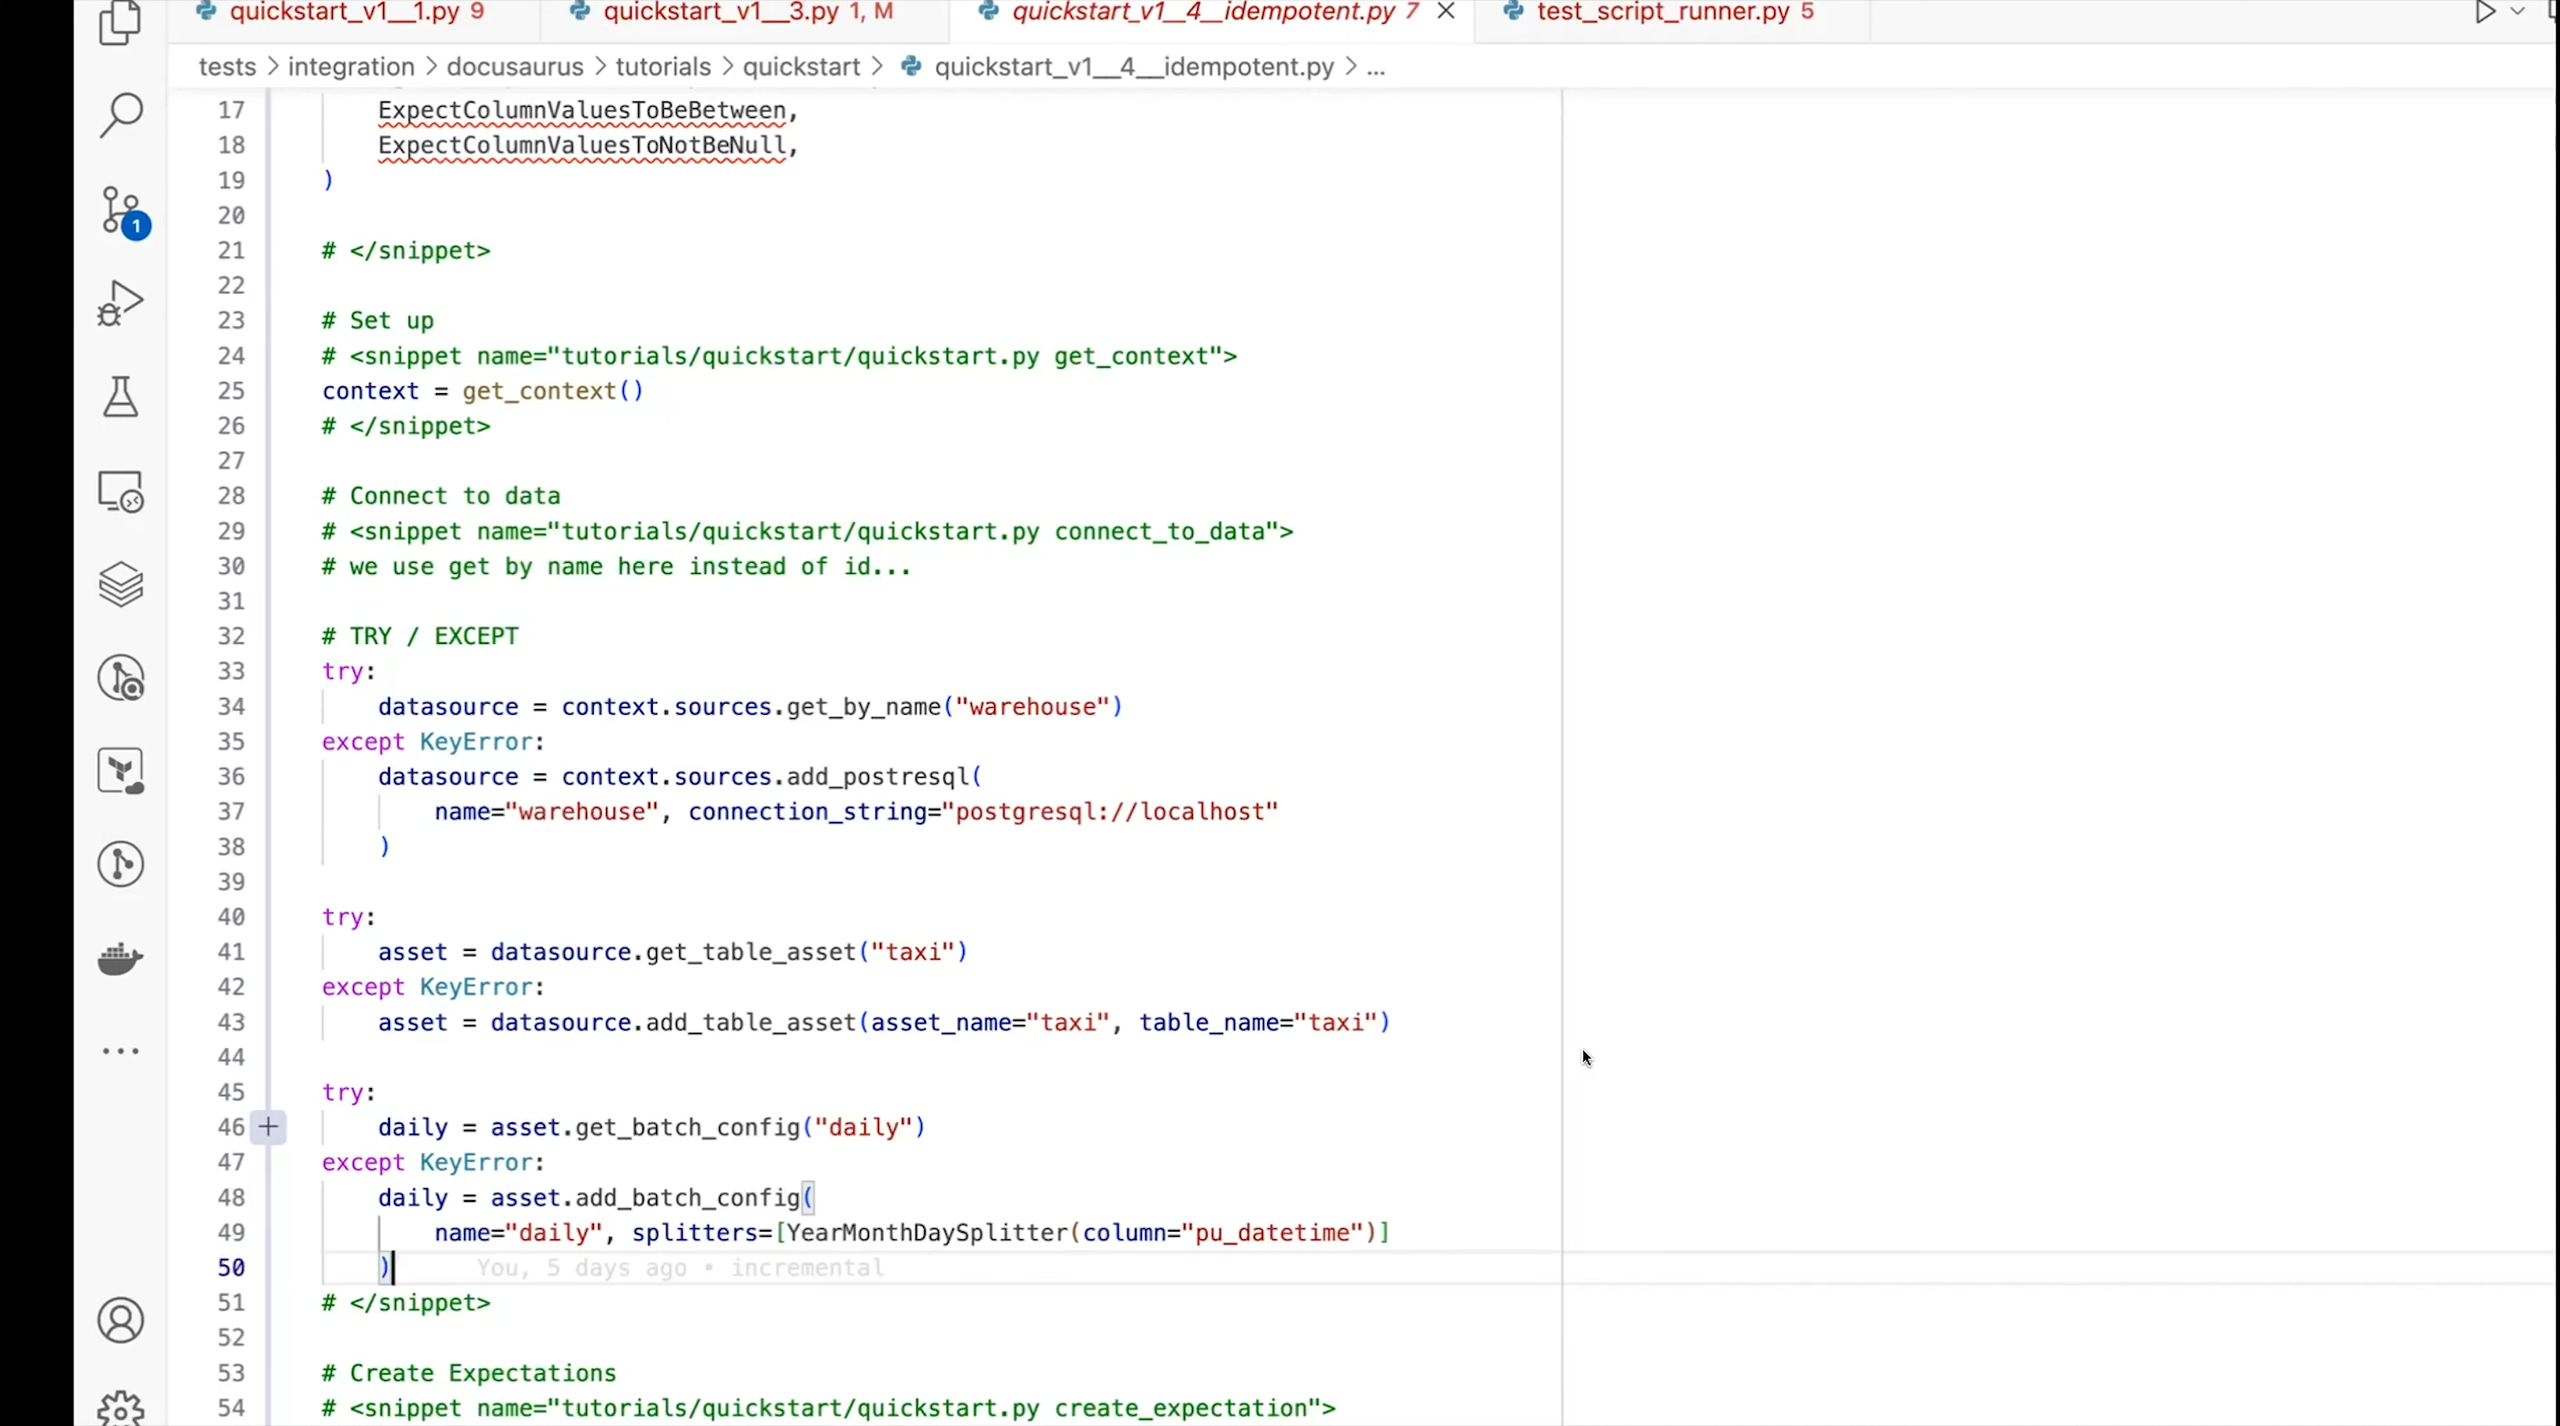 quickstart_v1__1.py 9 quickstart_v1__3.py 1, M quickstart_v1__4__idempotent.py 7 test_script_runner.py 5
tests > integration > docusaurus > tutorials > quickstart > quickstart_v1__4__idempotent.py > ...
17 ExpectColumnValuesToBeBetween,
18 ExpectColumnValuesToNotBeNull,
19 )
20
21 # </snippet>
22
23 # Set up
24 # <snippet name="tutorials/quickstart/quickstart.py get_context">
25 context = get_context()
26 # </snippet>
27
28 # Connect to data
29 # <snippet name="tutorials/quickstart/quickstart.py connect_to_data">
30 # we use get by name here instead of id...
31
32 # TRY / EXCEPT
33 try:
34 datasource = context.sources.get_by_name("warehouse")
35 except KeyError:
36 datasource = context.sources.add_postresql(
37 name="warehouse", connection_string="postgresql://localhost"
38 )
39
40 try:
41 asset = datasource.get_table_asset("taxi")
42 except KeyError:
43 asset = datasource.add_table_asset(asset_name="taxi", table_name="taxi")
44
45 try:
46 daily = asset.get_batch_config("daily")
47 except KeyError:
48 daily = asset.add_batch_config(
49 name="daily", splitters=[YearMonthDaySplitter(column="pu_datetime")]
50 ) You, 5 days ago • incremental
51 # </snippet>
52
53 # Create Expectations
54 # <snippet name="tutorials/quickstart/quickstart.py create_expectation">
1